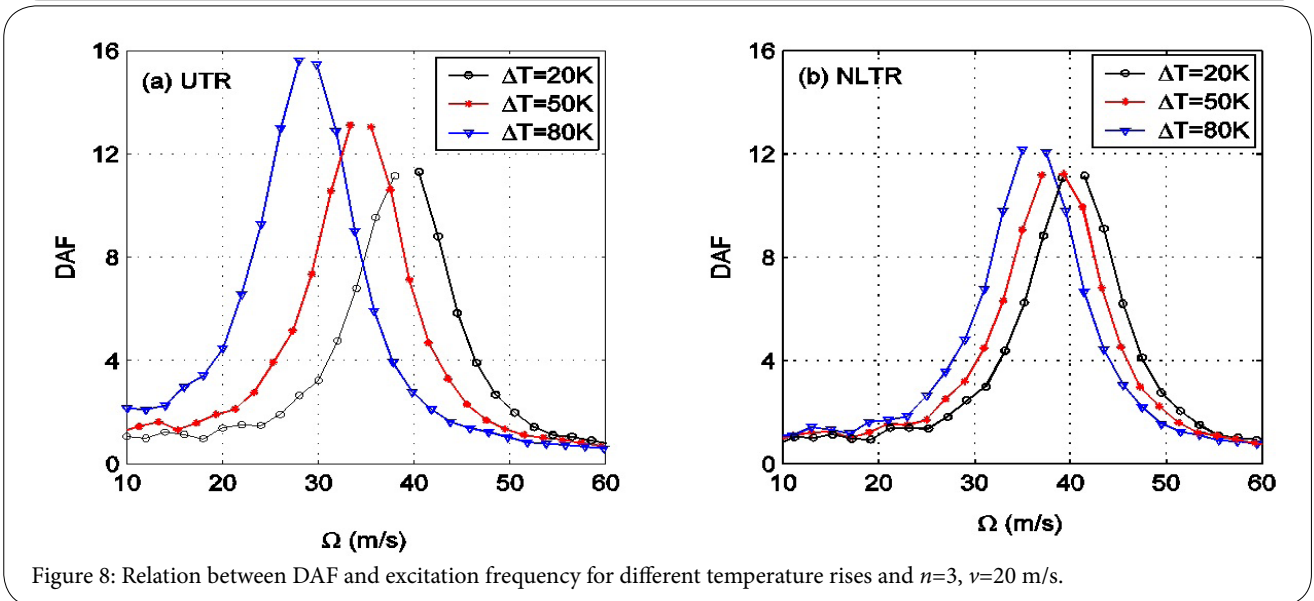 (a) UTR
ΔT=20K
ΔT=50K
ΔT=80K
16
12
8
4
0
DAF
10 20 30 40 50 60
Ω (m/s)
(b) NLTR
ΔT=20K
ΔT=50K
ΔT=80K
16
12
8
4
0
DAF
10 20 30 40 50 60
Ω (m/s)
Figure 8: Relation between DAF and excitation frequency for different temperature rises and n=3, v=20 m/s.